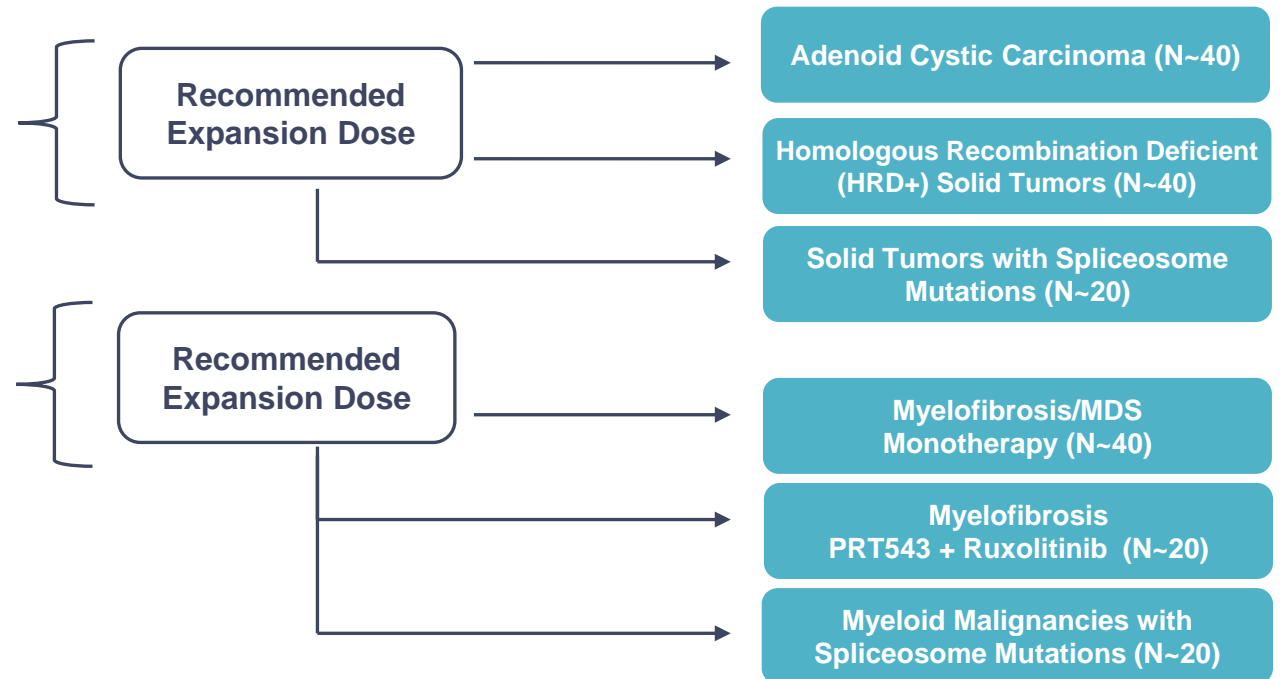 Recommended
Expansion Dose
Adenoid Cystic Carcinoma (N~40)
Homologous Recombination Deficient
(HRD+) Solid Tumors (N~40)
Solid Tumors with Spliceosome
Mutations (N~20)
Recommended
Expansion Dose
Myelofibrosis/MDS
Monotherapy (N~40)
Myelofibrosis
PRT543 + Ruxolitinib (N~20)
Myeloid Malignancies with
Spliceosome Mutations (N~20)